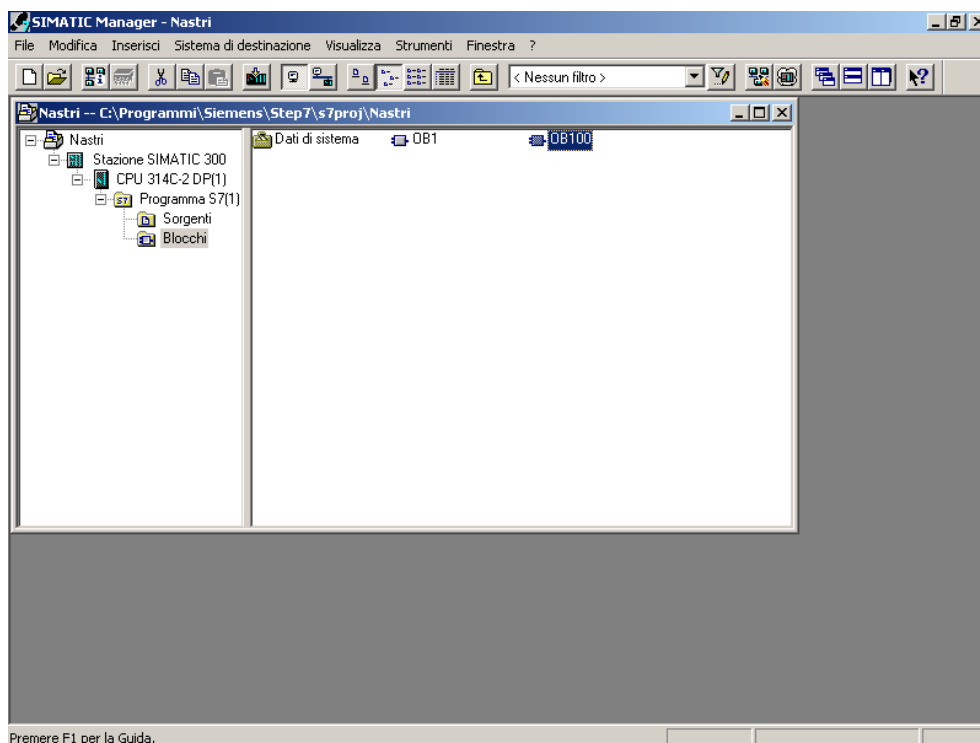 SIMATIC Manager - Nastri
File Modifica Inserisci Sistema di destinazione Visualizza Strumenti Finestra ?
< Nessun filtro >
Nastri -- C:\Programmi\Siemens\Step7\s7proj\Nastri
Nastri
Stazione SIMATIC 300
CPU 314C-2 DP(1)
Programma S7(1)
Sorgenti
Blocchi
Dati di sistema OB1 OB100
Premere F1 per la Guida.